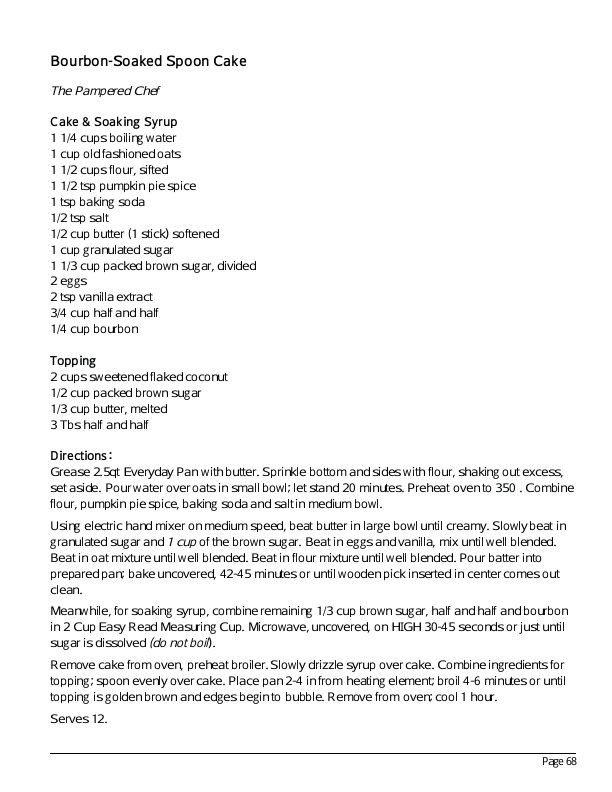 Bourbon-Soaked Spoon Cake
The Pampered Chef
Cake & Soaking Syrup
1 1/4 cups boiling water
1 cup old fashioned oats
1 1/2 cups flour, sifted
1 1/2 tsp pumpkin pie spice
1 tsp baking soda
1/2 tsp salt
1/2 cup butter (1 stick) softened
1 cup granulated sugar
1 1/3 cup packed brown sugar, divided
2 eggs
2 tsp vanilla extract
3/4 cup half and half
1/4 cup bourbon
Topping
2 cups sweetened flaked coconut
1/2 cup packed brown sugar
1/3 cup butter, melted
3 Tbs half and half
Directions:
Grease 2.5qt Everyday Pan with butter. Sprinkle bottom and sides with flour, shaking out excess,
set aside. Pour water over oats in small bowl; let stand 20 minutes. Preheat oven to 350 . Combine
flour, pumpkin pie spice, baking soda and salt in medium bowl.
Using electric hand mixer on medium speed, beat butter in large bowl until creamy. Slowly beat in
granulated sugar and 1 cup of the brown sugar. Beat in eggs and vanilla, mix until well blended.
Beat in oat mixture until well blended. Beat in flour mixture until well blended. Pour batter into
prepared pan; bake uncovered, 42-45 minutes or until wooden pick inserted in center comes out
clean.
Meanwhile, for soaking syrup, combine remaining 1/3 cup brown sugar, half and half and bourbon
in 2 Cup Easy Read Measuring Cup. Microwave, uncovered, on HIGH 30-45 seconds or just until
sugar is dissolved (do not boil).
Remove cake from oven, preheat broiler. Slowly drizzle syrup over cake. Combine ingredients for
topping; spoon evenly over cake. Place pan 2-4 in from heating element; broil 4-6 minutes or until
topping is golden brown and edges begin to bubble. Remove from oven; cool 1 hour.
Serves 12.
Page 68